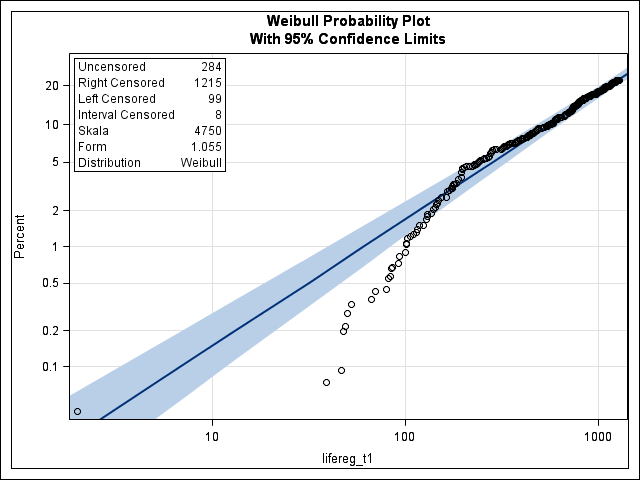 Weibull Probability Plot
With 95% Confidence Limits
Uncensored 284
Right Censored 1215
Left Censored 99
Interval Censored 8
Skala 4750
Form 1.055
Distribution Weibull
Percent
20
10
5
2
1
0.5
0.2
0.1
10 100 1000
lifereg_t1